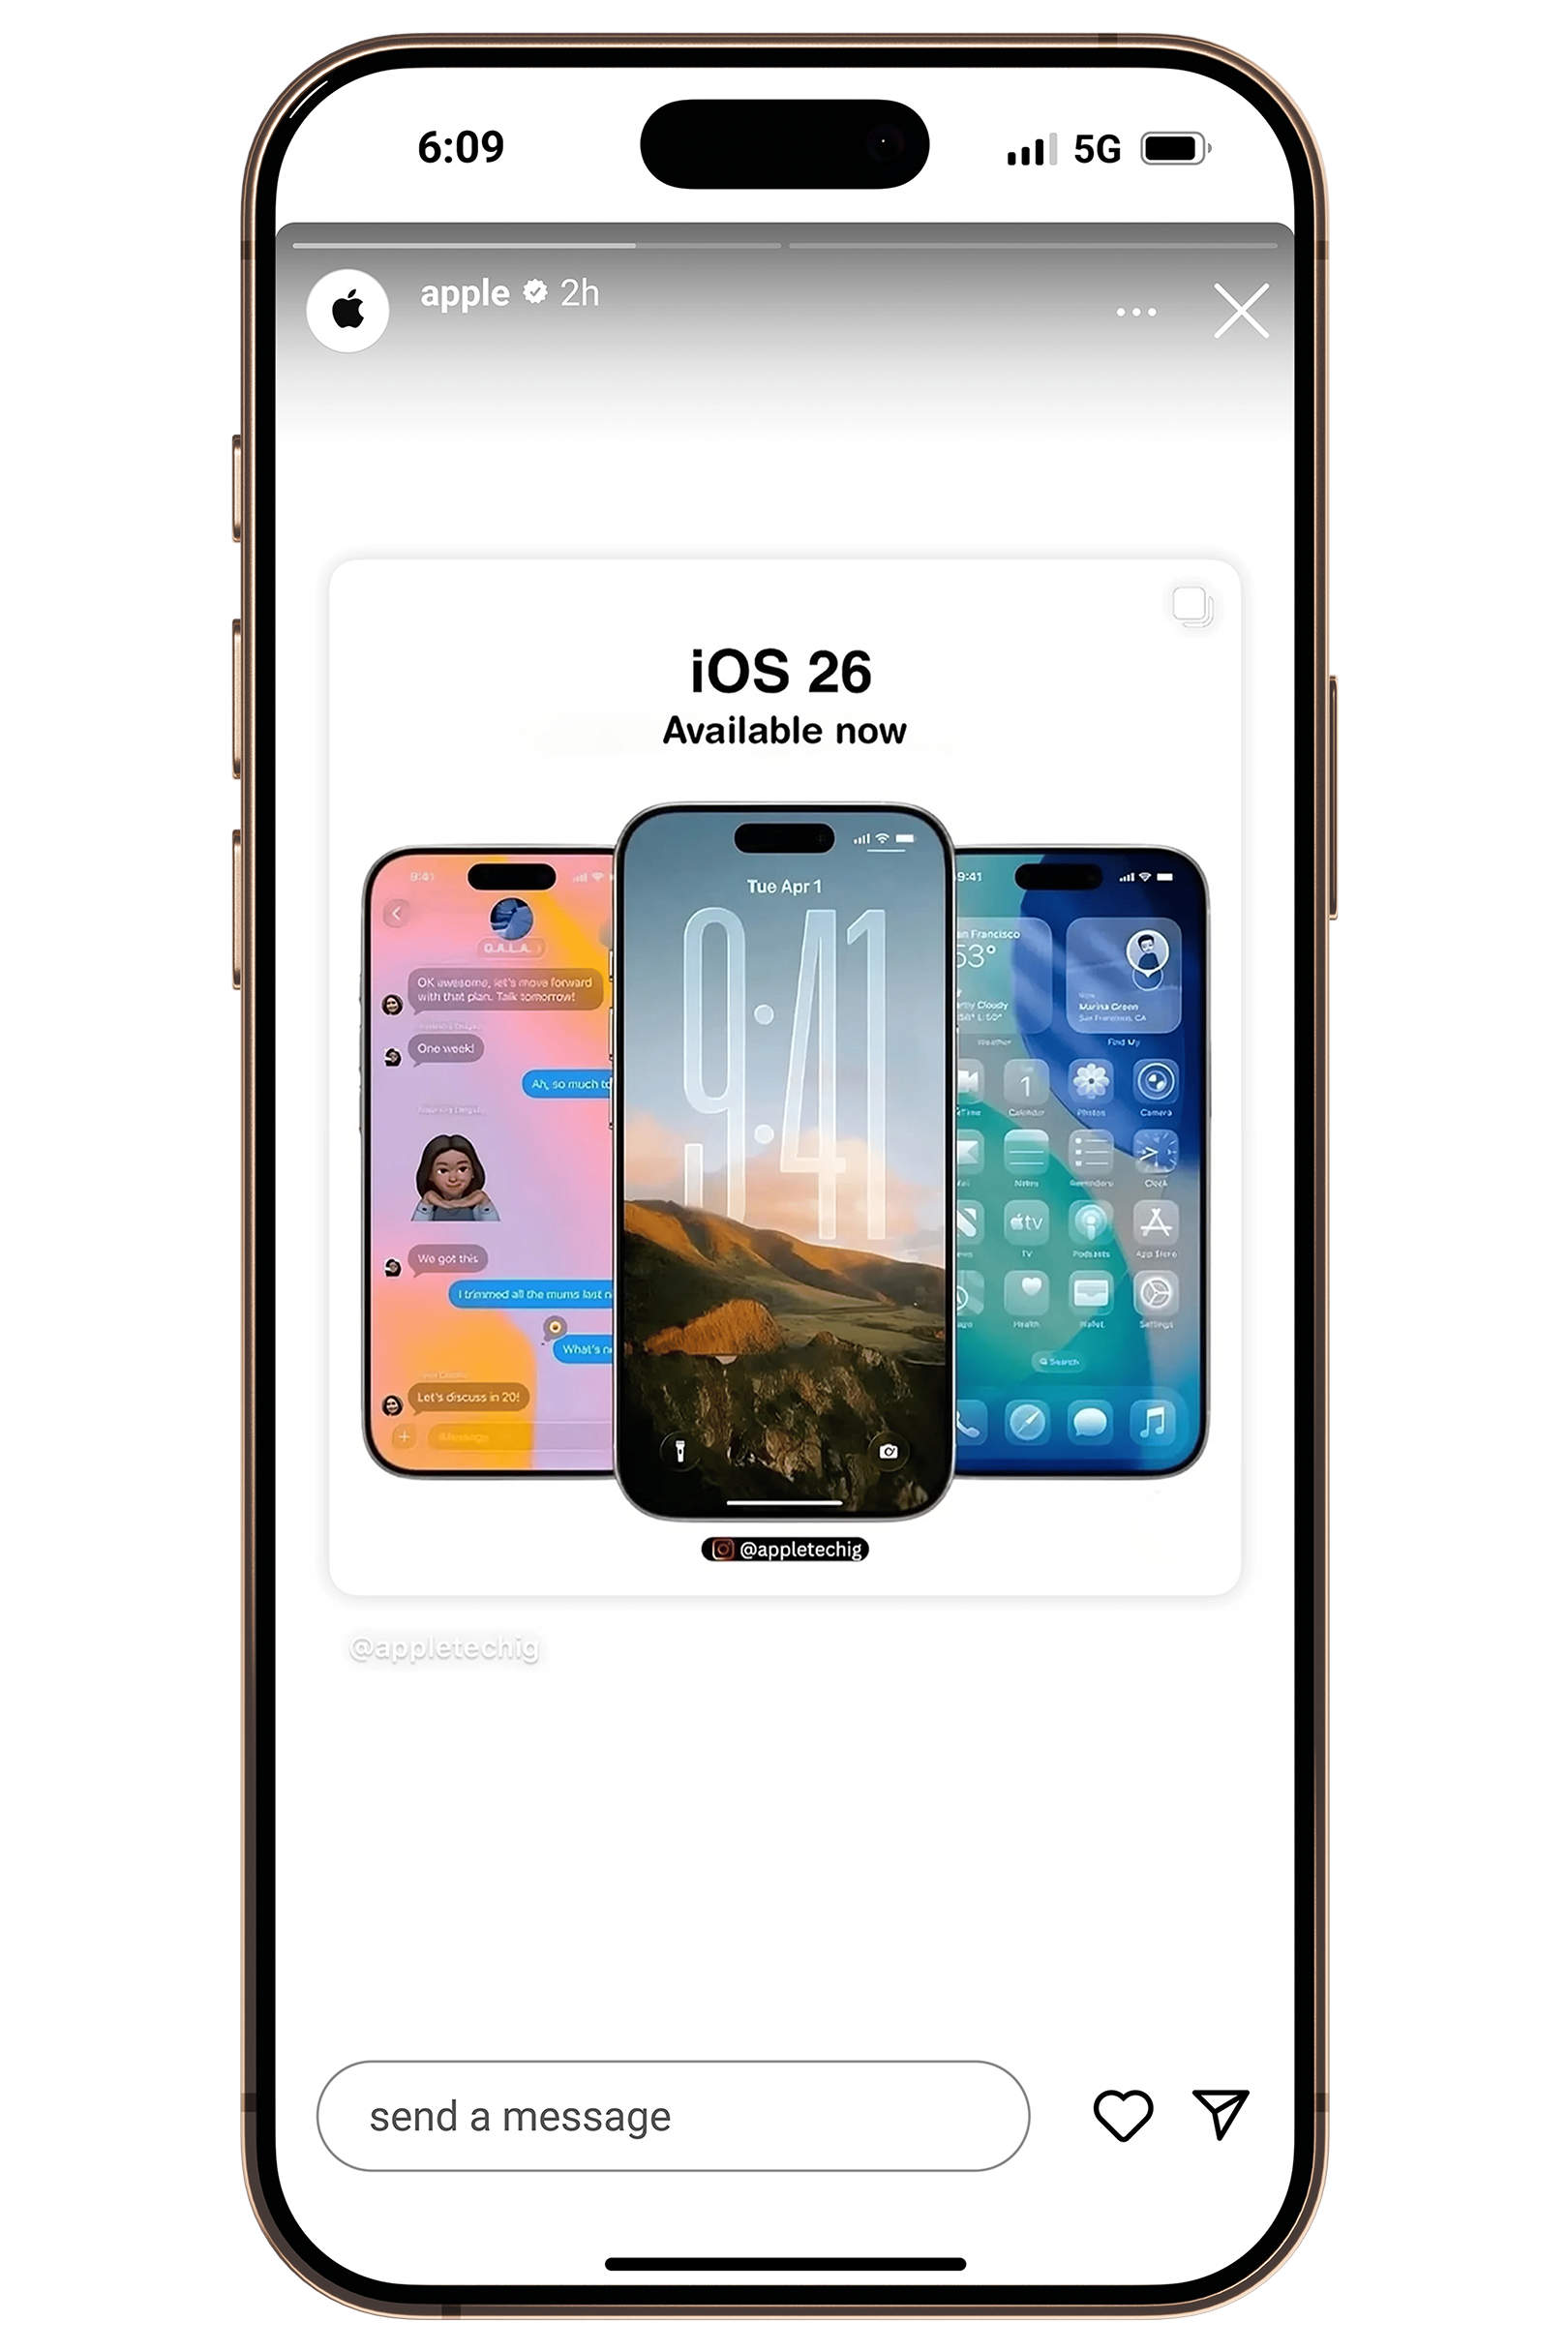 6:09
5G
apple 2h
iOS 26
Available now
9:41
OK awesome, let's move forward
with that plan. Talk tomorrow!
One week!
Ah, so much to
We got this
I trimmed all the mums last n
What's n
Let's discuss in 20!
iMessage
Tue Apr 1
9:41
9:41
an Francisco
53°
Cloudy
Weather
Marina Green
San Francisco, CA
Find My
1
Calendar
Photos
Camera
Notes
Reminders
Clock
tv
TV
Podcasts
App Store
Health
Wallet
Settings
Search
@appletechig
@appletechig
send a message